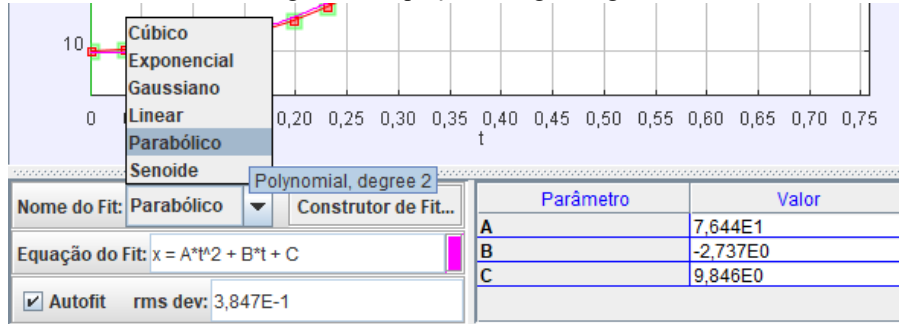 10
Cúbico
Exponencial
Gaussiano
Linear
Parabólico
Senoide
0 0,20 0,25 0,30 0,35 0,40 0,45 0,50 0,55 0,60 0,65 0,70 0,75
t
Polynomial, degree 2
Nome do Fit: Parabólico Construtor de Fit...
Equação do Fit: x = A*t^2 + B*t + C
Autofit rms dev: 3,847E-1
Parâmetro Valor
A 7,644E1
B -2,737E0
C 9,846E0